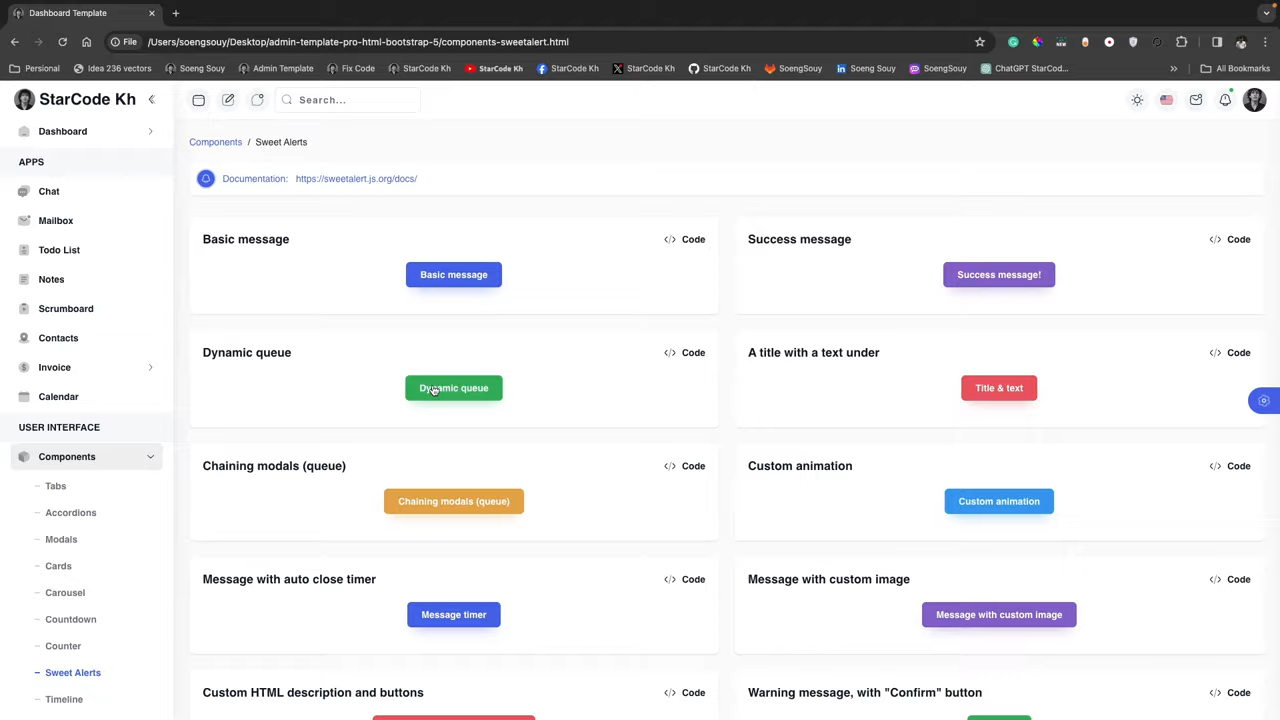 Dashboard Template
File /Users/soengsouy/Desktop/admin-template-pro-html-bootstrap-5/components-sweetalert.html
Personal Idea 236 vectors Soeng Souy Admin Template Fix Code StarCode Kh StarCode Kh StarCode Kh StarCode Kh StarCode Kh SoengSouy Soeng Souy SoengSouy ChatGPT StarCod... » All Bookmarks
StarCode Kh
Search...
Dashboard
Components / Sweet Alerts
APPS
Documentation: https://sweetalert.js.org/docs/
Chat
Mailbox
Todo List
Notes
Scrumboard
Contacts
Invoice
Calendar
USER INTERFACE
Components
Tabs
Accordions
Modals
Cards
Carousel
Countdown
Counter
Sweet Alerts
Timeline
Basic message
</> Code
Basic message
Success message
</> Code
Success message!
Dynamic queue
</> Code
Dynamic queue
A title with a text under
</> Code
Title & text
Chaining modals (queue)
</> Code
Chaining modals (queue)
Custom animation
</> Code
Custom animation
Message with auto close timer
</> Code
Message timer
Message with custom image
</> Code
Message with custom image
Custom HTML description and buttons
</> Code
Warning message, with "Confirm" button
</> Code